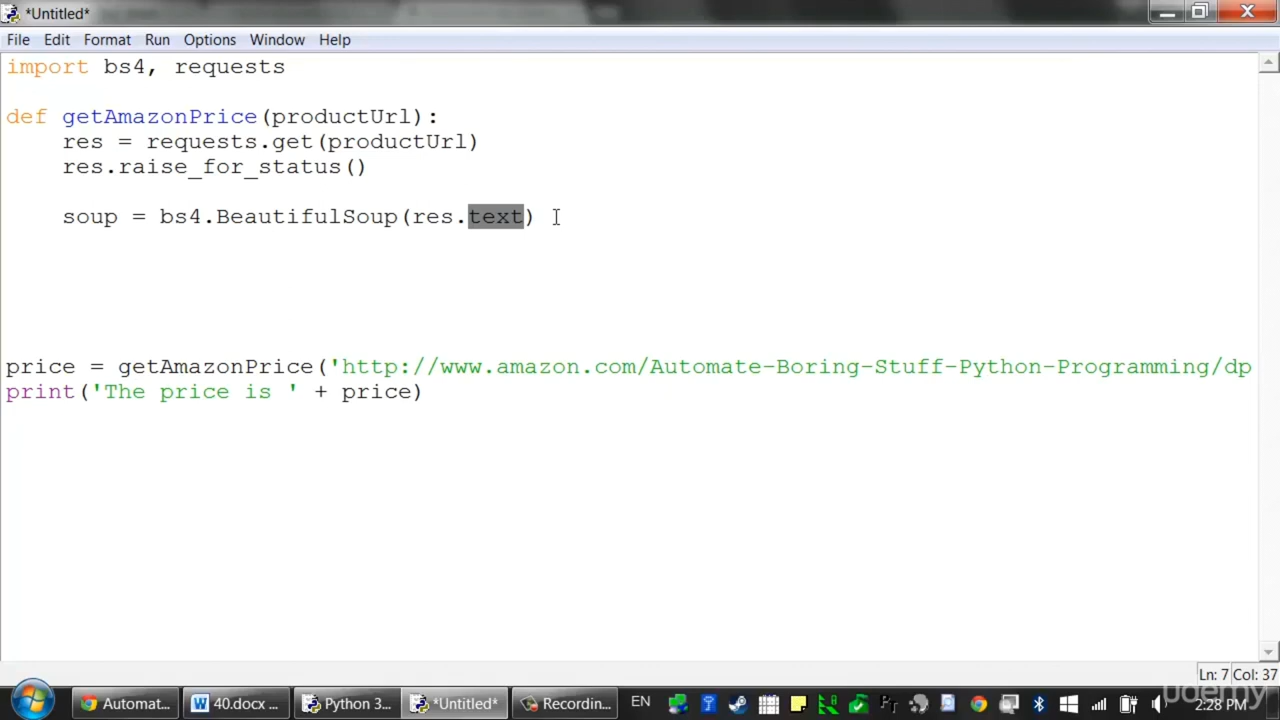 *Untitled*
File Edit Format Run Options Window Help
import bs4, requests
def getAmazonPrice(productUrl):
res = requests.get(productUrl)
res.raise_for_status()
soup = bs4.BeautifulSoup(res.text)
price = getAmazonPrice('http://www.amazon.com/Automate-Boring-Stuff-Python-Programming/dp
print('The price is ' + price)
Ln: 7 Col: 37
Automat... 40.docx ... Python 3... *Untitled* Recordin... EN 2:28 PM
udemy